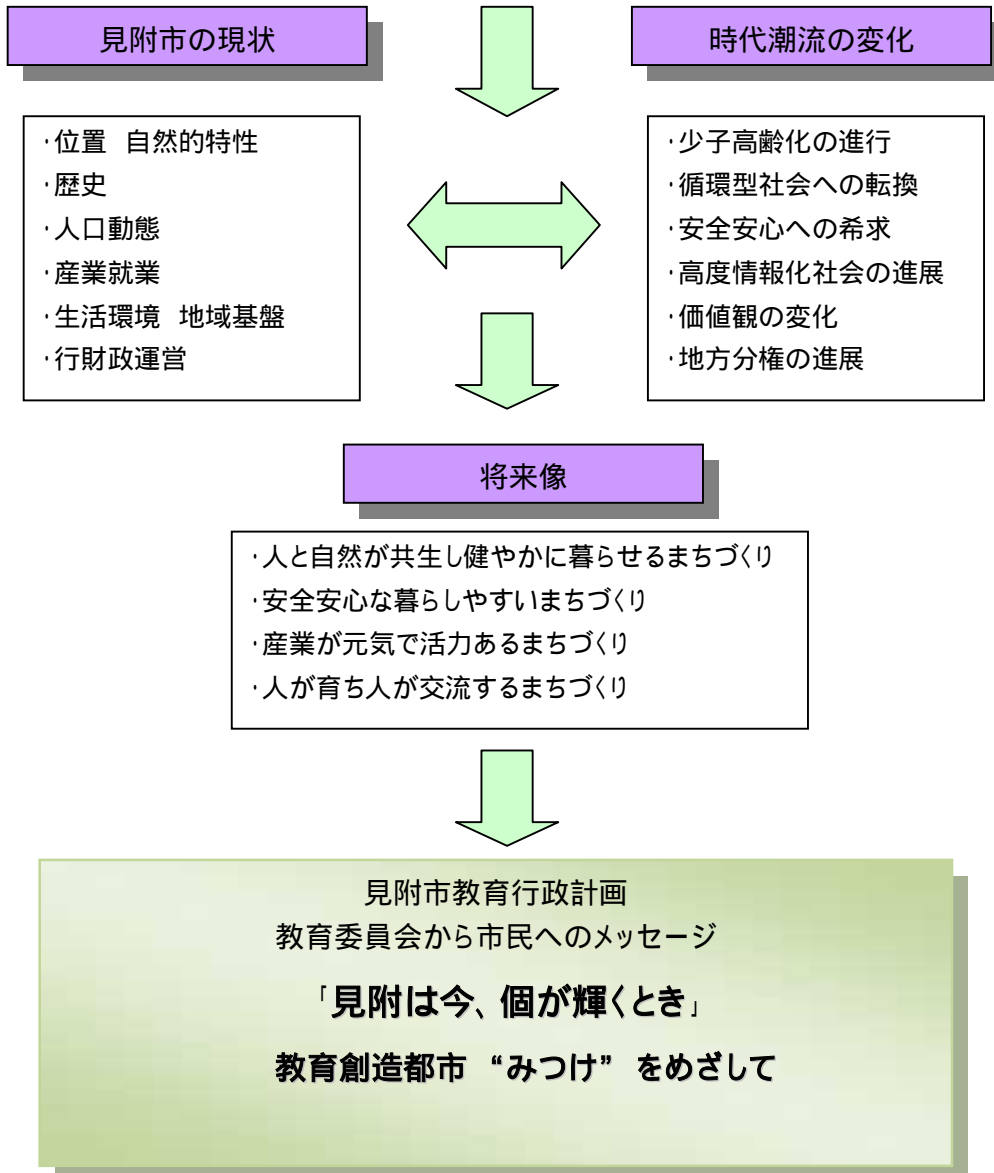 見附市の現状
時代潮流の変化
·位置 自然的特性
·歴史
·人口動態
·産業就業
·生活環境 地域基盤
·行財政運営
·少子高齢化の進行
·循環型社会への転換
·安全安心への希求
·高度情報化社会の進展
·価値観の変化
·地方分権の進展
将来像
·人と自然が共生し健やかに暮らせるまちづくり
·安全安心な暮らしやすいまちづくり
·産業が元気で活力あるまちづくり
·人が育ち人が交流するまちづくり
見附市教育行政計画
教育委員会から市民へのメッセージ
「見附は今、個が輝くとき」
教育創造都市 “みつけ” をめざして